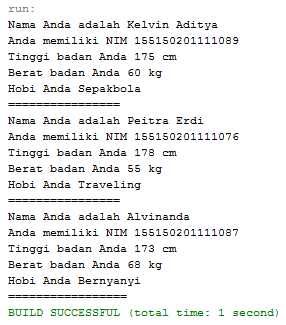 run:
Nama Anda adalah Kelvin Aditya
Anda memiliki NIM 155150201111089
Tinggi badan Anda 175 cm
Berat badan Anda 60 kg
Hobi Anda Sepakbola
================
Nama Anda adalah Peitra Erdi
Anda memiliki NIM 155150201111076
Tinggi badan Anda 178 cm
Berat badan Anda 55 kg
Hobi Anda Traveling
================
Nama Anda adalah Alvinanda
Anda memiliki NIM 155150201111087
Tinggi badan Anda 173 cm
Berat badan Anda 68 kg
Hobi Anda Bernyanyi
=================
BUILD SUCCESSFUL (total time: 1 second)